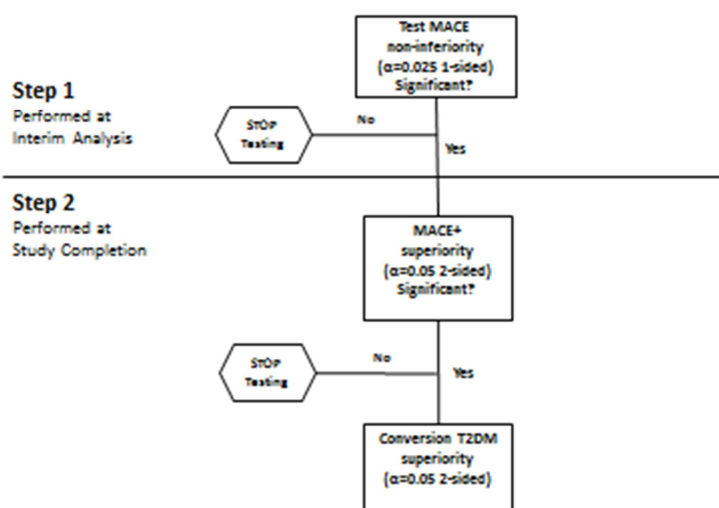 Test MACE
non-inferiority
(α=0.025 1-sided)
Significant?
Step 1
Performed at
Interim Analysis
STOP
Testing
No
Yes
Step 2
Performed at
Study Completion
MACE+
superiority
(α=0.05 2-sided)
Significant?
STOP
Testing
No
Yes
Conversion T2DM
superiority
(α=0.05 2-sided)